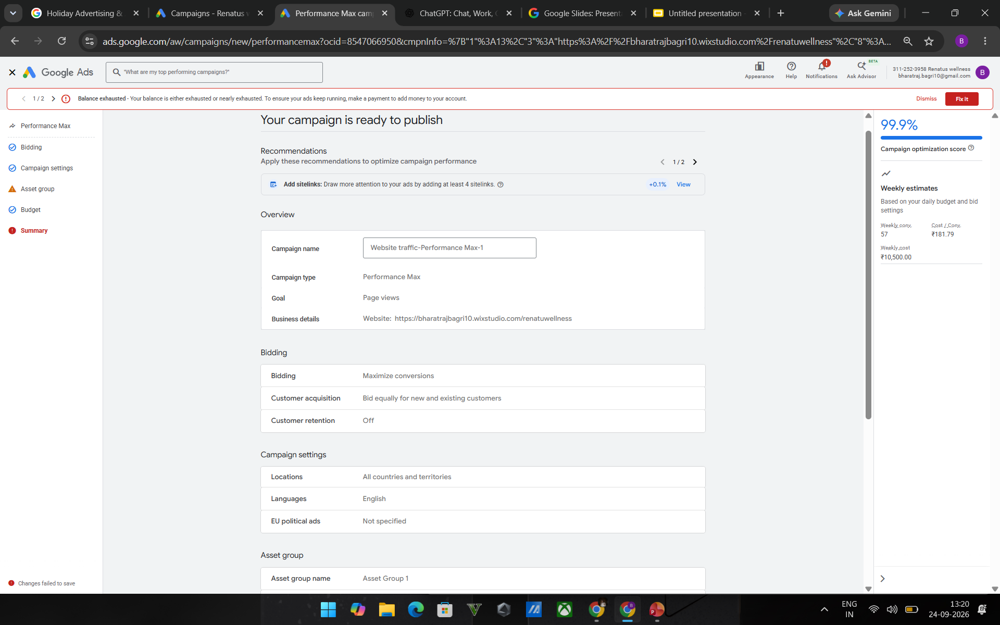 Holiday Advertising &
Campaigns - Renatus w
Performance Max cam
ChatGPT: Chat, Work, C
Google Slides: Present
Untitled presentation
Ask Gemini
ads.google.com/aw/campaigns/new/performancemax?ocid=8547066950&cmpnInfo=%7B"1"%3A13%2C"3"%3A"https%3A%2F%2Fbharatrajbagri10.wixstudio.com%2Frenatuwellness"%2C"8"%3A...
B
Google Ads
"What are my top performing campaigns?"
Appearance
Help
Notifications
BETA
Ask Advisor
311-252-3958 Renatus wellness
bharatraj.bagri10@gmail.com
B
1 / 2
Balance exhausted - Your balance is either exhausted or nearly exhausted. To ensure your ads keep running, make a payment to add money to your account.
Dismiss
Fix It
Performance Max
Bidding
Campaign settings
Asset group
Budget
Summary
Changes failed to save
Your campaign is ready to publish
Recommendations
Apply these recommendations to optimize campaign performance
1 / 2
Add sitelinks: Draw more attention to your ads by adding at least 4 sitelinks.
+0.1%
View
Overview
Campaign name
Website traffic-Performance Max-1
Campaign type
Performance Max
Goal
Page views
Business details
Website: https://bharatrajbagri10.wixstudio.com/renatuwellness
Bidding
Bidding
Maximize conversions
Customer acquisition
Bid equally for new and existing customers
Customer retention
Off
Campaign settings
Locations
All countries and territories
Languages
English
EU political ads
Not specified
Asset group
Asset group name
Asset Group 1
99.9%
Campaign optimization score
Weekly estimates
Based on your daily budget and bid
settings
Weekly conv.
Cost / Conv.
57
₹181.79
Weekly cost
₹10,500.00
ENG
IN
13:20
24-09-2026